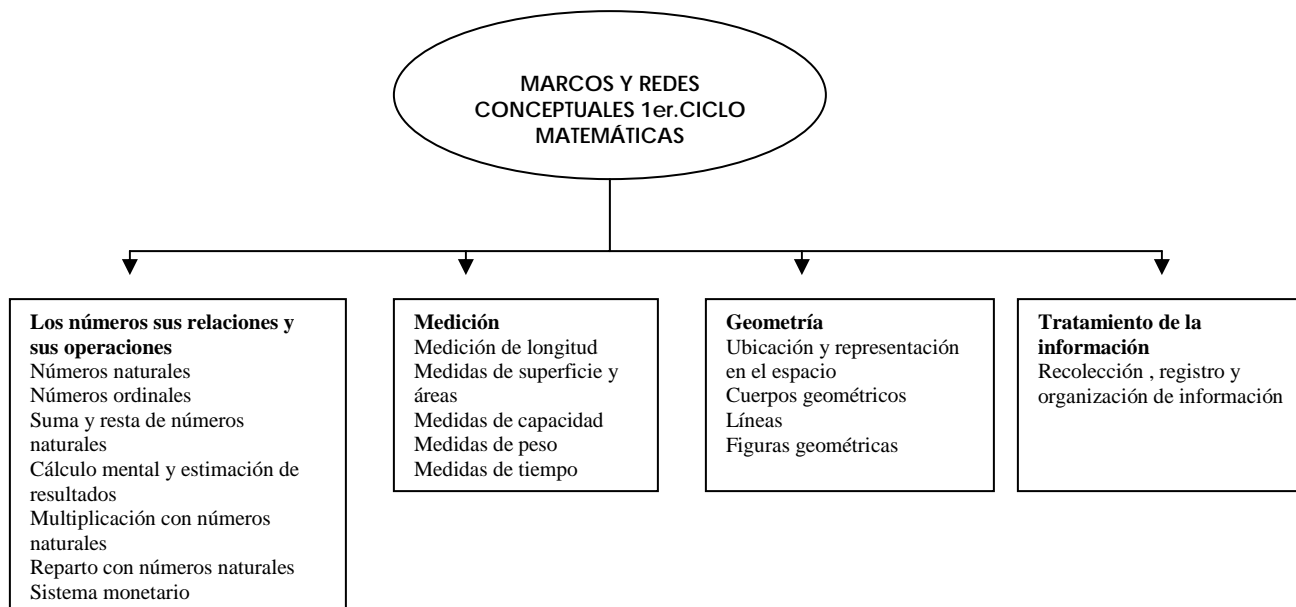 MARCOS Y REDES
CONCEPTUALES 1er.CICLO
MATEMÁTICAS
Los números sus relaciones y
sus operaciones
Números naturales
Números ordinales
Suma y resta de números
naturales
Cálculo mental y estimación de
resultados
Multiplicación con números
naturales
Reparto con números naturales
Sistema monetario
Medición
Medición de longitud
Medidas de superficie y
áreas
Medidas de capacidad
Medidas de peso
Medidas de tiempo
Geometría
Ubicación y representación
en el espacio
Cuerpos geométricos
Líneas
Figuras geométricas
Tratamiento de la
información
Recolección , registro y
organización de información